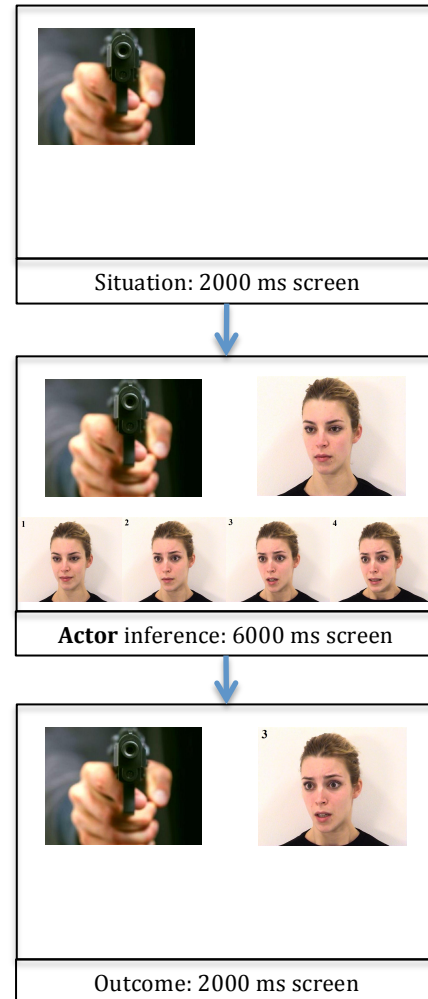 Situation: 2000 ms screen
1 2 3 4
Actor inference: 6000 ms screen
3
Outcome: 2000 ms screen